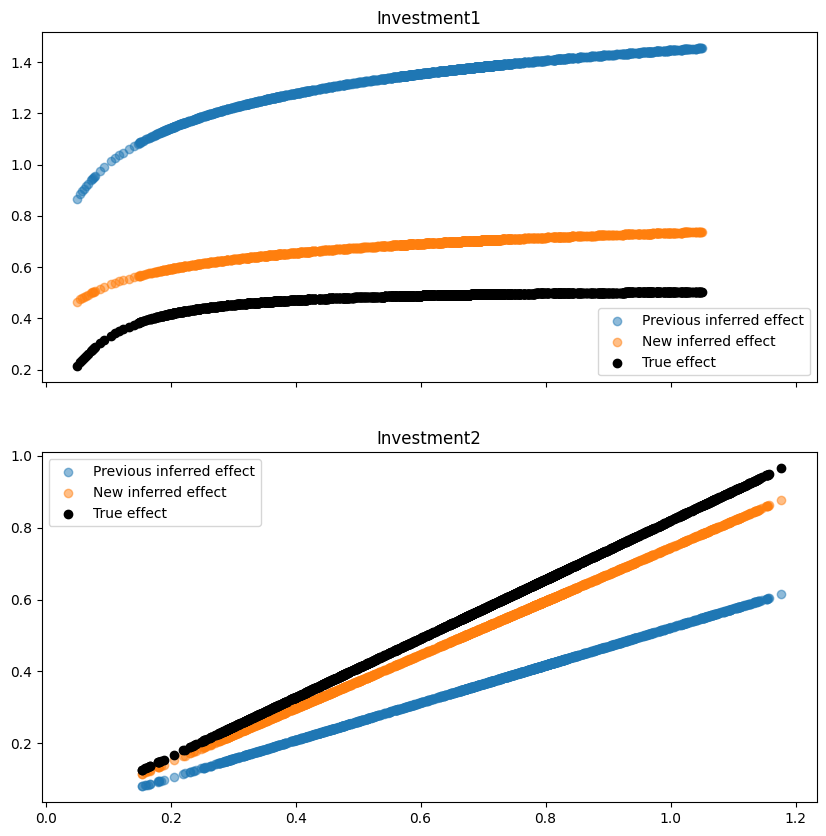 Investment1
1.4
1.2
1.0
0.8
0.6
0.4
0.2
Previous inferred effect
New inferred effect
True effect
Investment2
1.0
0.8
0.6
0.4
0.2
Previous inferred effect
New inferred effect
True effect
0.0 0.2 0.4 0.6 0.8 1.0 1.2